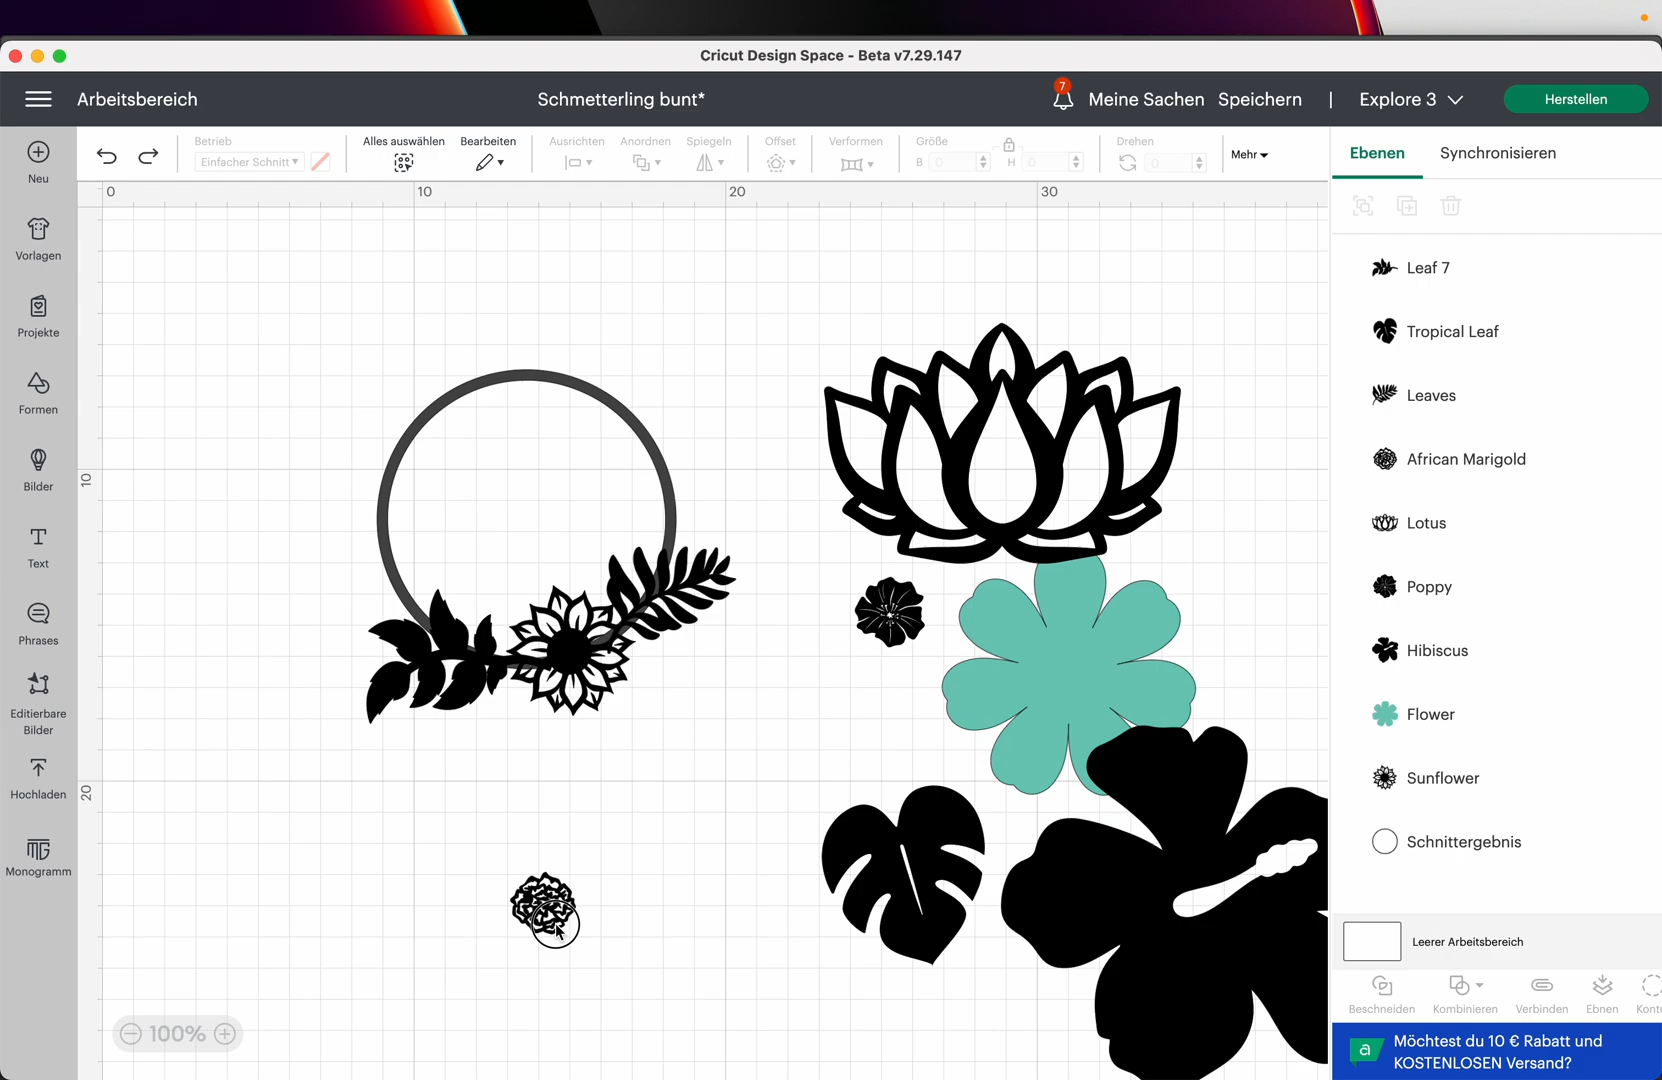 Cricut Design Space - Beta v7.29.147
Arbeitsbereich
Schmetterling bunt*
7
Meine Sachen
Speichern
|
Explore 3
Herstellen
Neu
Vorlagen
Projekte
Formen
Bilder
Text
Phrases
Editierbare
Bilder
Hochladen
Monogramm
Betrieb
Einfacher Schnitt
Alles auswählen
Bearbeiten
Ausrichten
Anordnen
Spiegeln
Offset
Verformen
Größe
B 0
H 0
Drehen
0
Mehr
0
10
20
30
10
20
100%
Ebenen
Synchronisieren
Leaf 7
Tropical Leaf
Leaves
African Marigold
Lotus
Poppy
Hibiscus
Flower
Sunflower
Schnittergebnis
Leerer Arbeitsbereich
Beschneiden
Kombinieren
Verbinden
Ebnen
Kontu
a
Möchtest du 10 € Rabatt und
KOSTENLOSEN Versand?